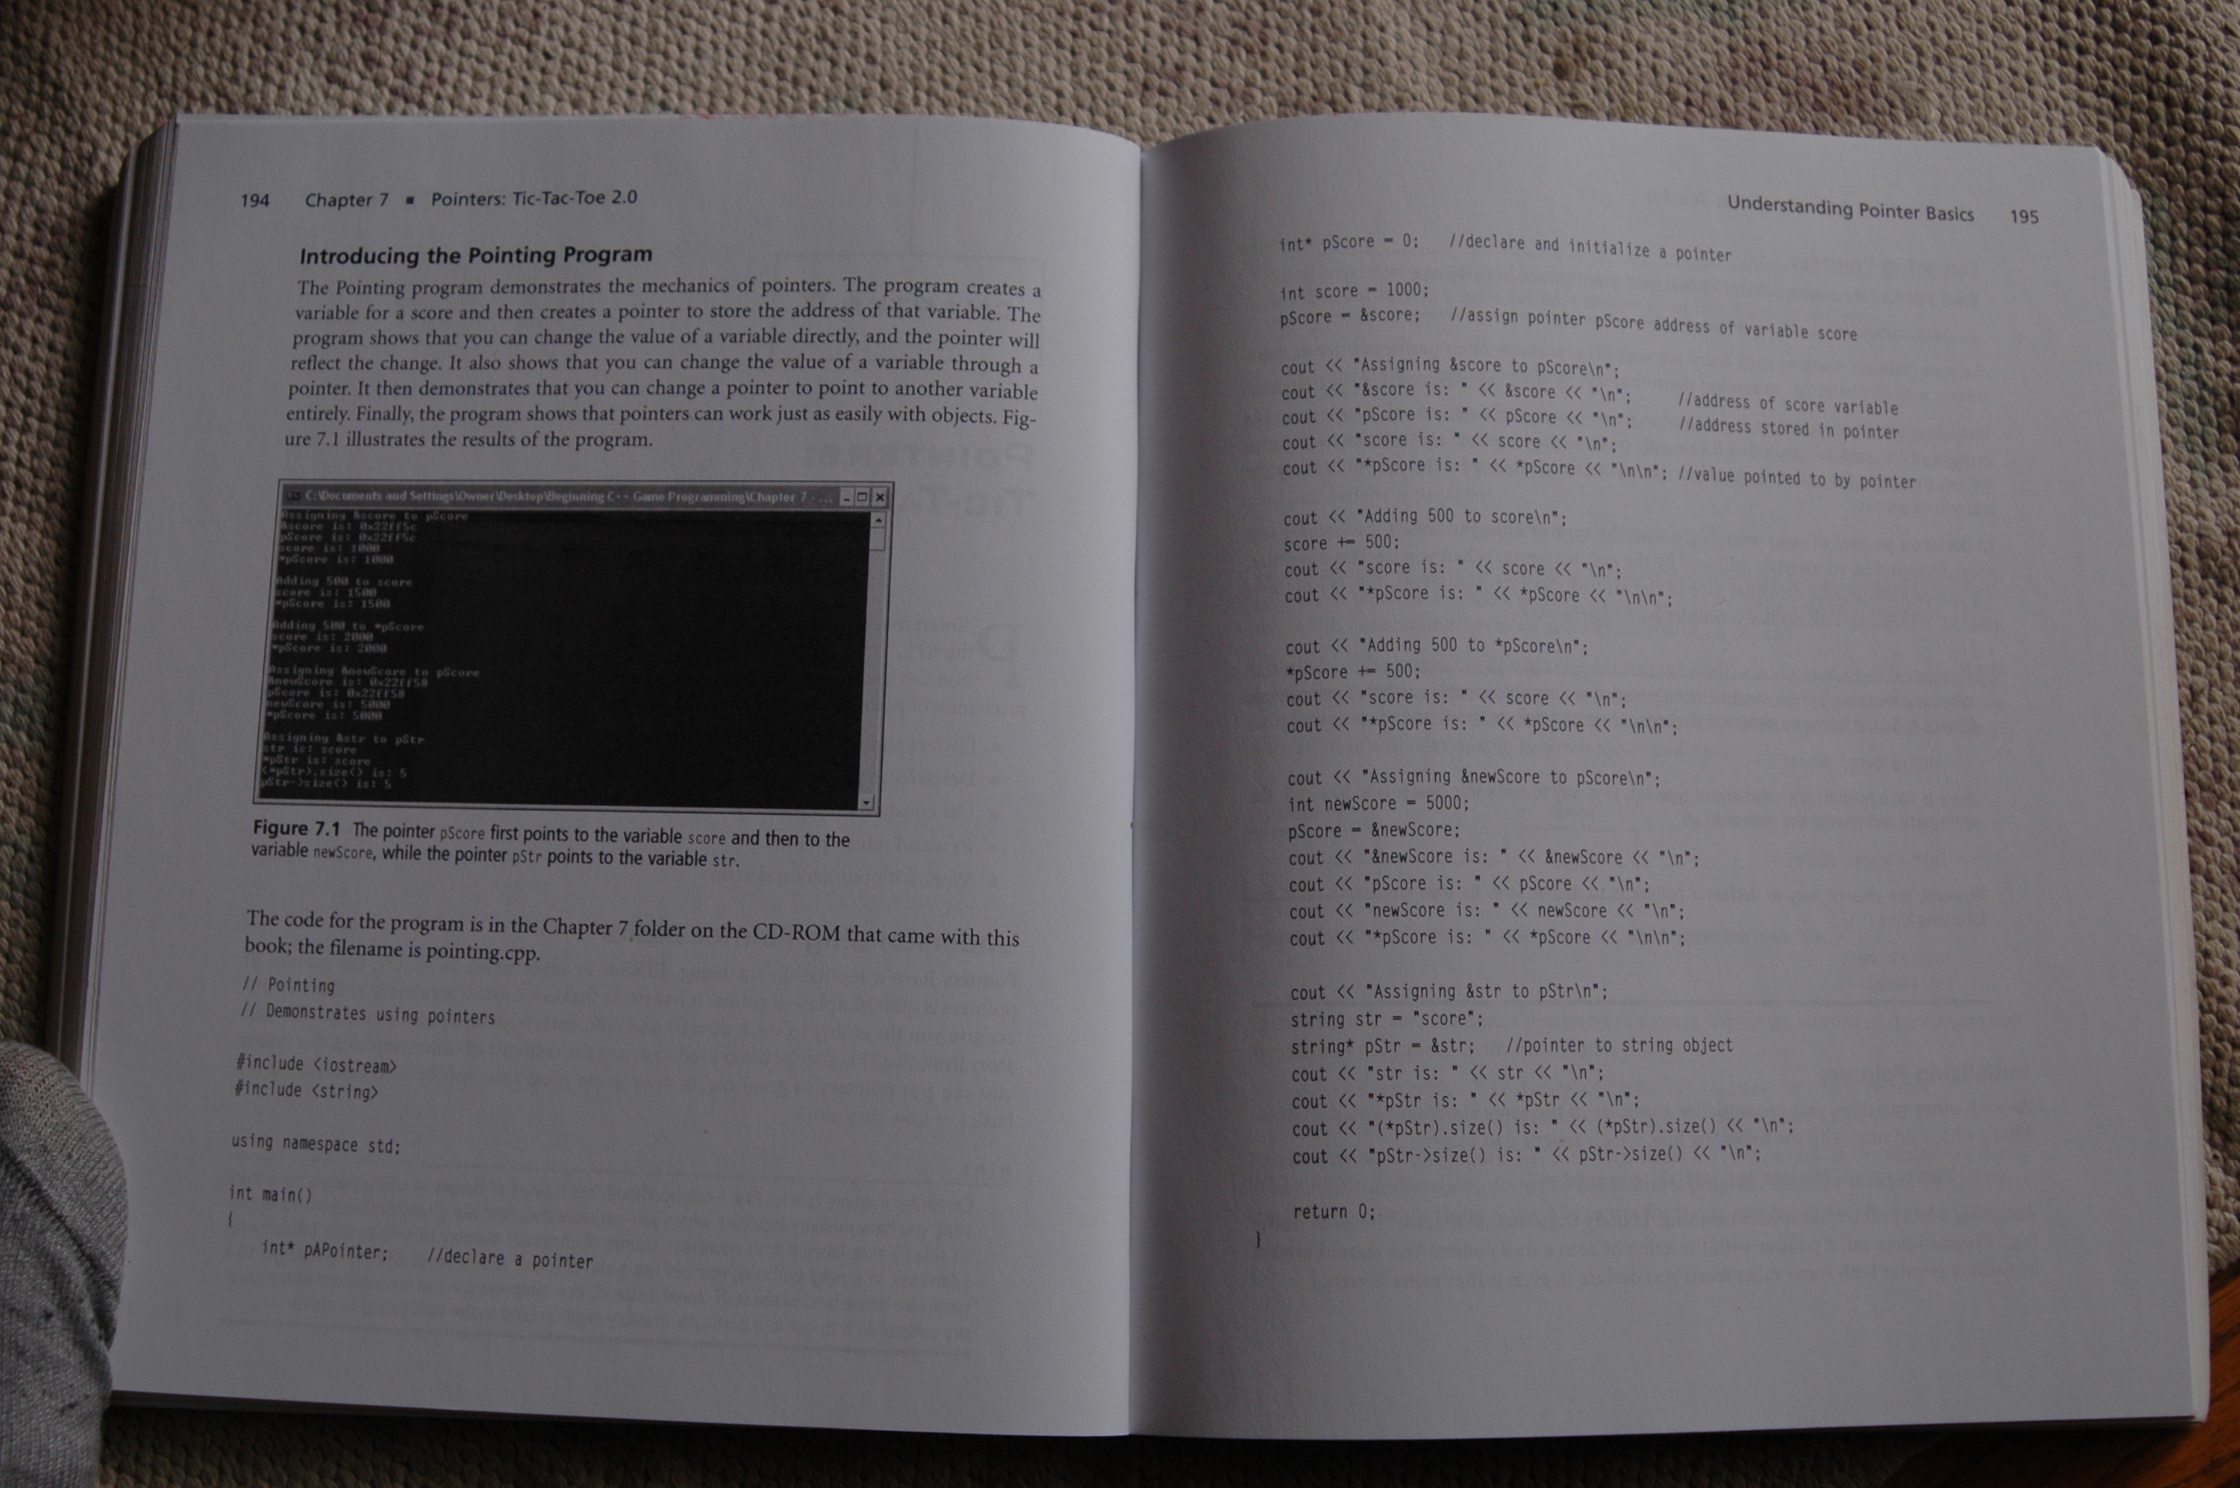 194 Chapter 7 ■ Pointers: Tic-Tac-Toe 2.0
Introducing the Pointing Program
The Pointing program demonstrates the mechanics of pointers. The program creates a
variable for a score and then creates a pointer to store the address of that variable. The
program shows that you can change the value of a variable directly, and the pointer will
reflect the change. It also shows that you can change the value of a variable through a
pointer. It then demonstrates that you can change a pointer to point to another variable
entirely. Finally, the program shows that pointers can work just as easily with objects. Fig-
ure 7.1 illustrates the results of the program.
C:\Documents and Settings\Owner\Desktop\Beginning C++ Game Programming\Chapter 7 - ...
Assigning &score to pScore
&score is: 0x22ff5c
pScore is: 0x22ff5c
score is: 1000
*pScore is: 1000
Adding 500 to score
score is: 1500
*pScore is: 1500
Adding 500 to *pScore
score is: 2000
*pScore is: 2000
Assigning &newScore to pScore
&newScore is: 0x22ff58
pScore is: 0x22ff58
newScore is: 5000
*pScore is: 5000
Assigning &str to pStr
str is: score
*pStr is: score
(*pStr).size() is: 5
pStr->size() is: 5
Figure 7.1 The pointer pScore first points to the variable score and then to the
variable newScore, while the pointer pStr points to the variable str.
The code for the program is in the Chapter 7 folder on the CD-ROM that came with this
book; the filename is pointing.cpp.
// Pointing
// Demonstrates using pointers
#include <iostream>
#include <string>
using namespace std;
int main()
{
int* pAPointer; //declare a pointer
Understanding Pointer Basics 195
int* pScore = 0; //declare and initialize a pointer
int score = 1000;
pScore = &score; //assign pointer pScore address of variable score
cout << "Assigning &score to pScore\n";
cout << "&score is: " << &score << "\n"; //address of score variable
cout << "pScore is: " << pScore << "\n"; //address stored in pointer
cout << "score is: " << score << "\n";
cout << "*pScore is: " << *pScore << "\n\n"; //value pointed to by pointer
cout << "Adding 500 to score\n";
score += 500;
cout << "score is: " << score << "\n";
cout << "*pScore is: " << *pScore << "\n\n";
cout << "Adding 500 to *pScore\n";
*pScore += 500;
cout << "score is: " << score << "\n";
cout << "*pScore is: " << *pScore << "\n\n";
cout << "Assigning &newScore to pScore\n";
int newScore = 5000;
pScore = &newScore;
cout << "&newScore is: " << &newScore << "\n";
cout << "pScore is: " << pScore << "\n";
cout << "newScore is: " << newScore << "\n";
cout << "*pScore is: " << *pScore << "\n\n";
cout << "Assigning &str to pStr\n";
string str = "score";
string* pStr = &str; //pointer to string object
cout << "str is: " << str << "\n";
cout << "*pStr is: " << *pStr << "\n";
cout << "(*pStr).size() is: " << (*pStr).size() << "\n";
cout << "pStr->size() is: " << pStr->size() << "\n";
return 0;
}